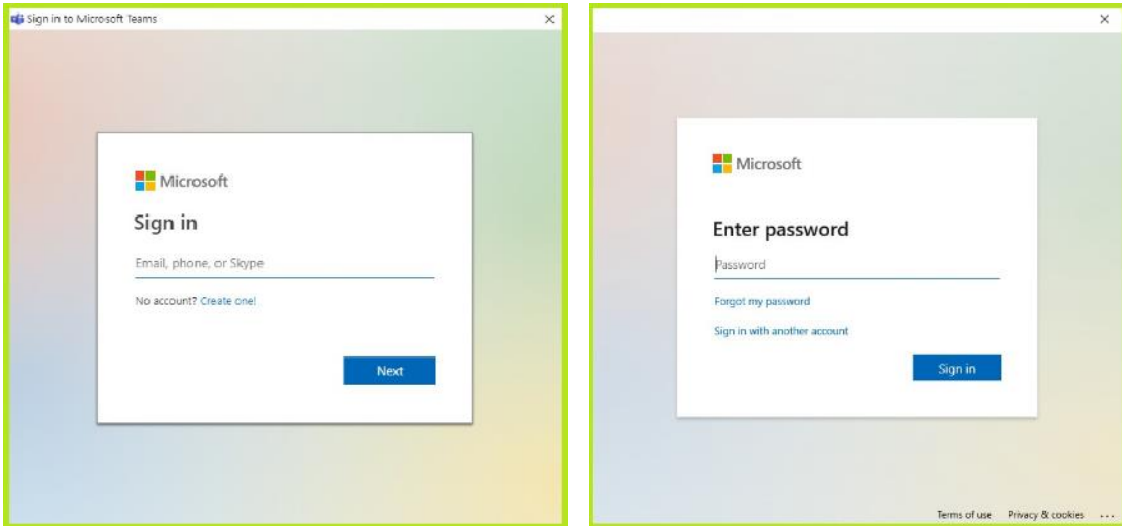 Sign in to Microsoft Teams
Microsoft
Sign in
Email, phone, or Skype
No account? Create one!
Next
Microsoft
Enter password
Password
Forgot my password
Sign in with another account
Sign in
Terms of use Privacy & cookies ...